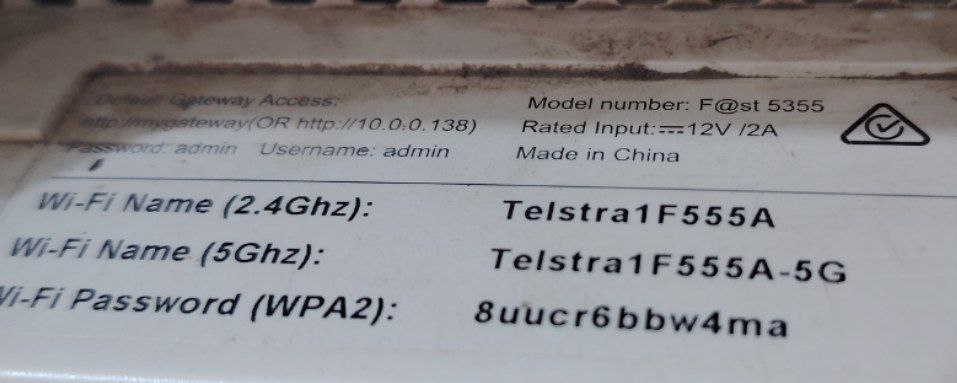 Default Gateway Access:
http://mygateway(OR http://10.0.0.138)
Password: admin Username: admin
Model number: F@st 5355
Rated Input:⎓12V /2A
Made in China
Wi-Fi Name (2.4Ghz): Telstra1F555A
Wi-Fi Name (5Ghz): Telstra1F555A-5G
Wi-Fi Password (WPA2): 8uucr6bbw4ma